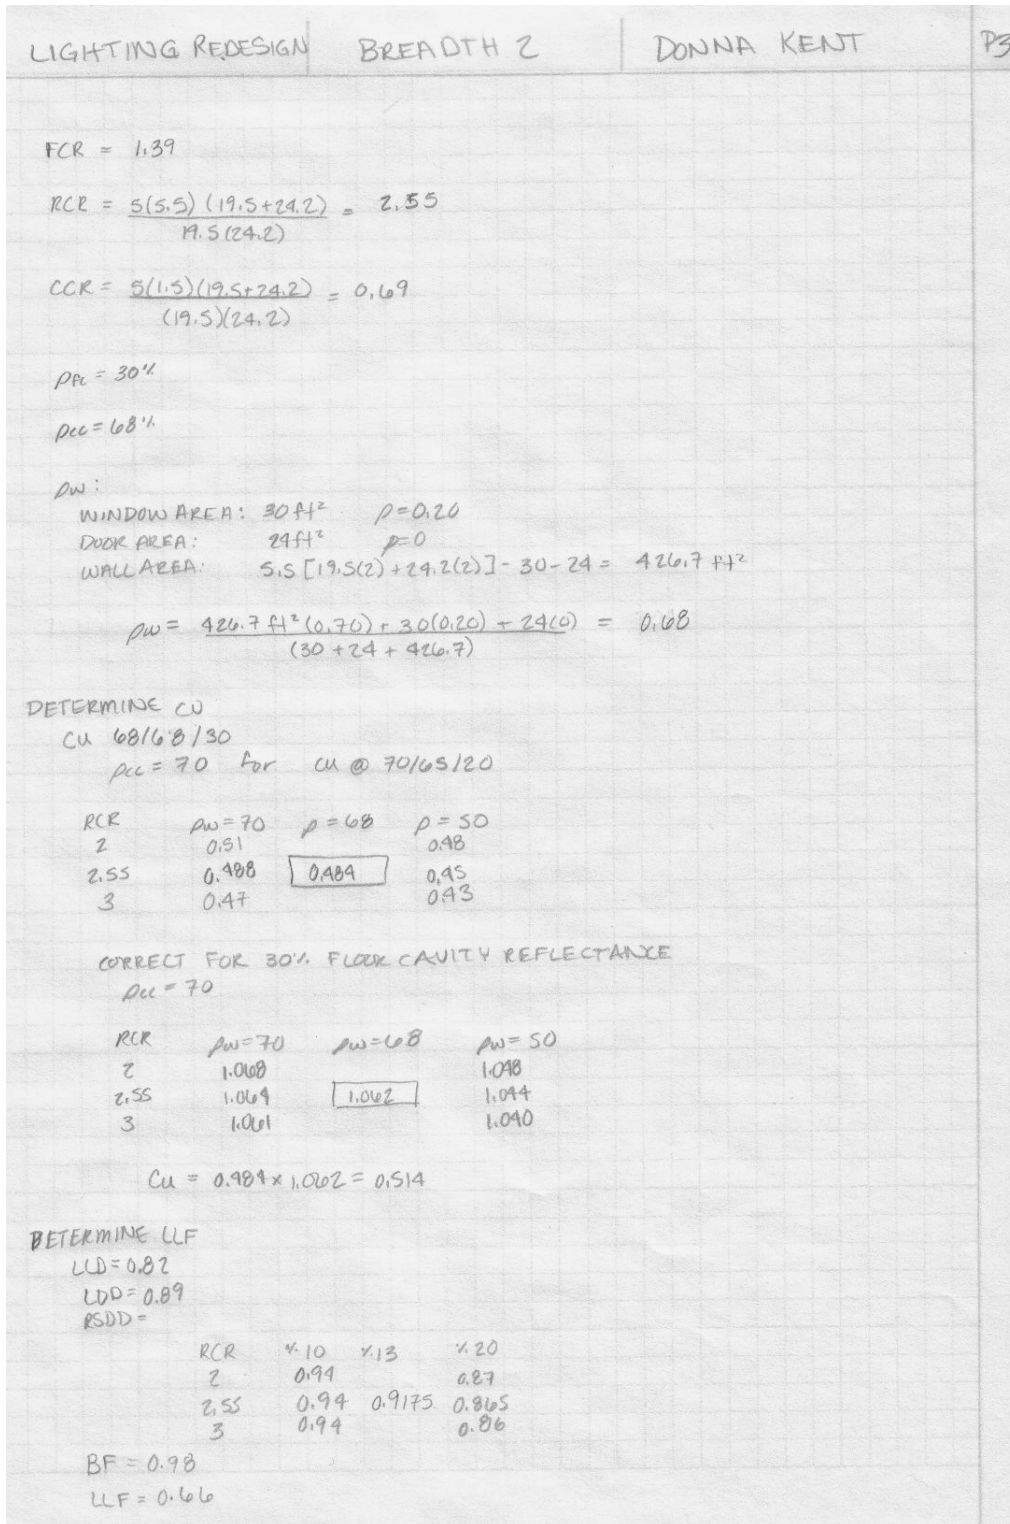 LIGHTING REDESIGN BREADTH 2 DONNA KENT P3
FCR = 1.39
RCR = 5(5.5) (19.5+24.2) = 2.55
19.5(24.2)
CCR = 5(1.5)(19.5+24.2) = 0.69
(19.5)(24.2)
ρfc = 30%
ρcc = 68%
ρw :
WINDOW AREA: 30 ft² ρ=0.20
DOOR AREA: 24ft² ρ=0
WALL AREA: 5.5 [19.5(2) + 24.2(2)] - 30 - 24 = 426.7 ft²
ρw = 426.7 ft² (0.70) + 30(0.20) + 24(0) = 0.68
(30 + 24 + 426.7)
DETERMINE CU
CU 68/68/30
ρcc = 70 for CU @ 70/65/20
RCR ρw = 70 ρ = 68 ρ = 50
2 0.51 0.48
2.55 0.488 0.484 0.45
3 0.47 0.43
CORRECT FOR 30% FLOOR CAVITY REFLECTANCE
ρcc = 70
RCR ρw=70 ρw=68 ρw= 50
2 1.068 1.048
2.55 1.064 1.062 1.044
3 1.061 1.040
CU = 0.484 x 1.062 = 0.514
DETERMINE LLF
LLD = 0.82
LDD = 0.89
RSDD =
RCR %10 %13 %20
2 0.94 0.87
2.55 0.94 0.9175 0.865
3 0.94 0.86
BF = 0.98
LLF = 0.66